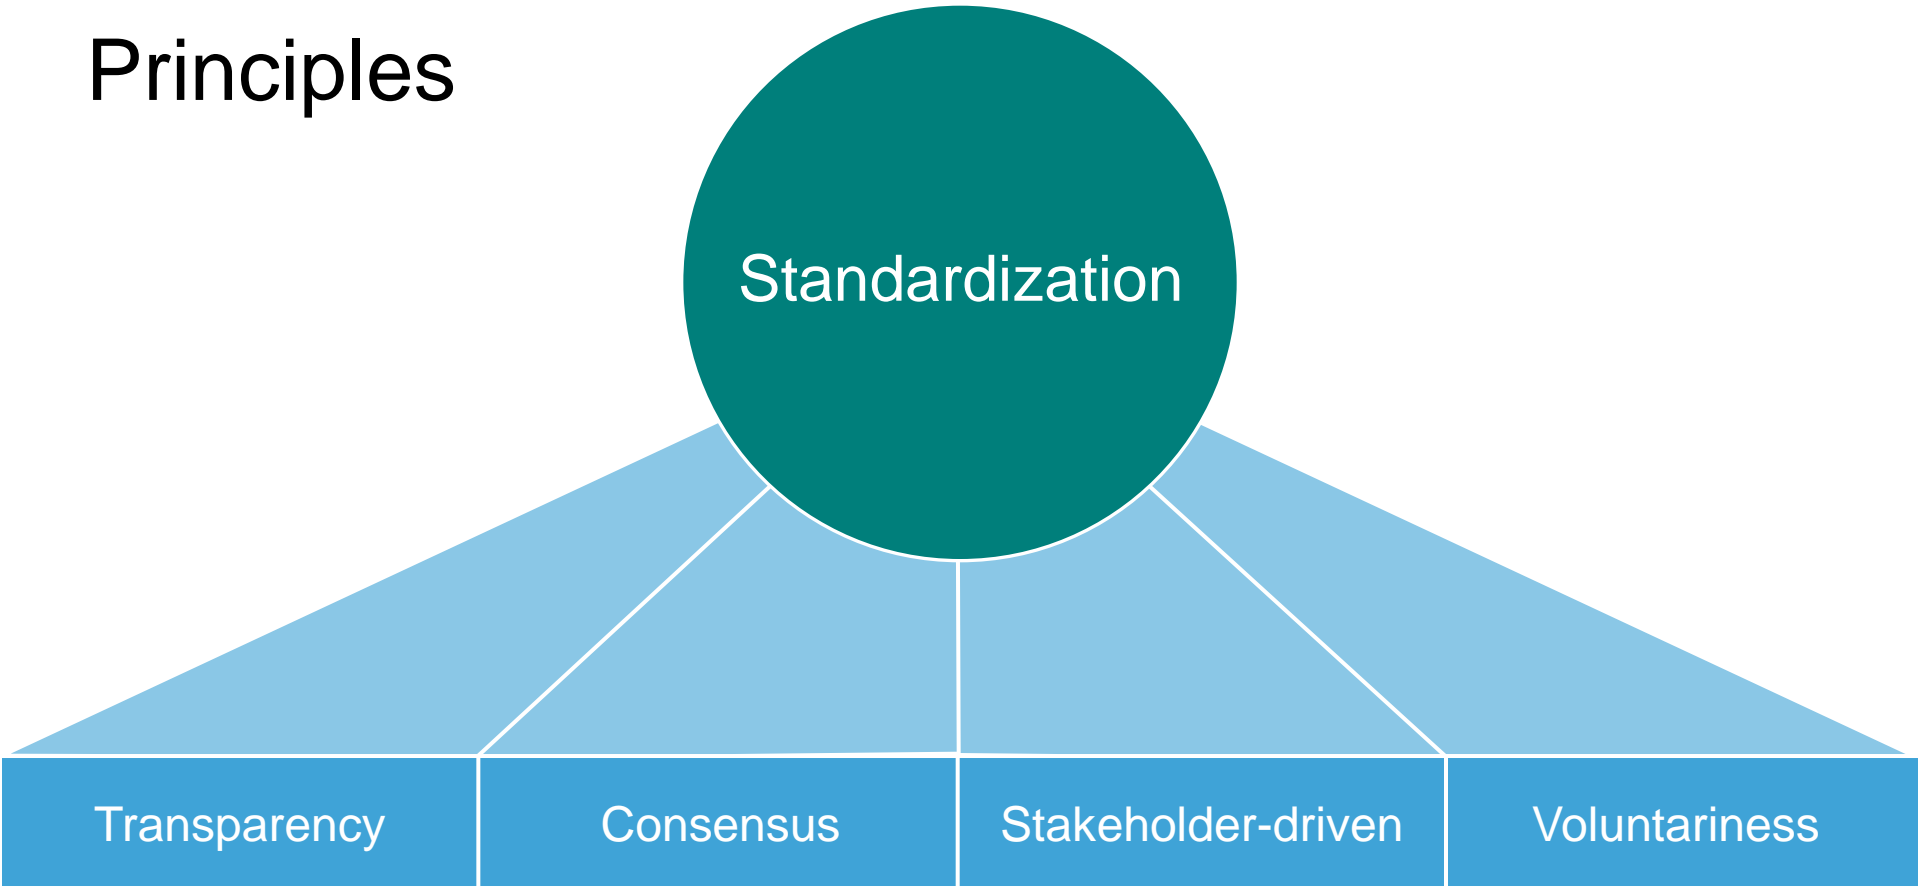 Principles
Standardization
Transparency
Consensus
Stakeholder-driven
Voluntariness